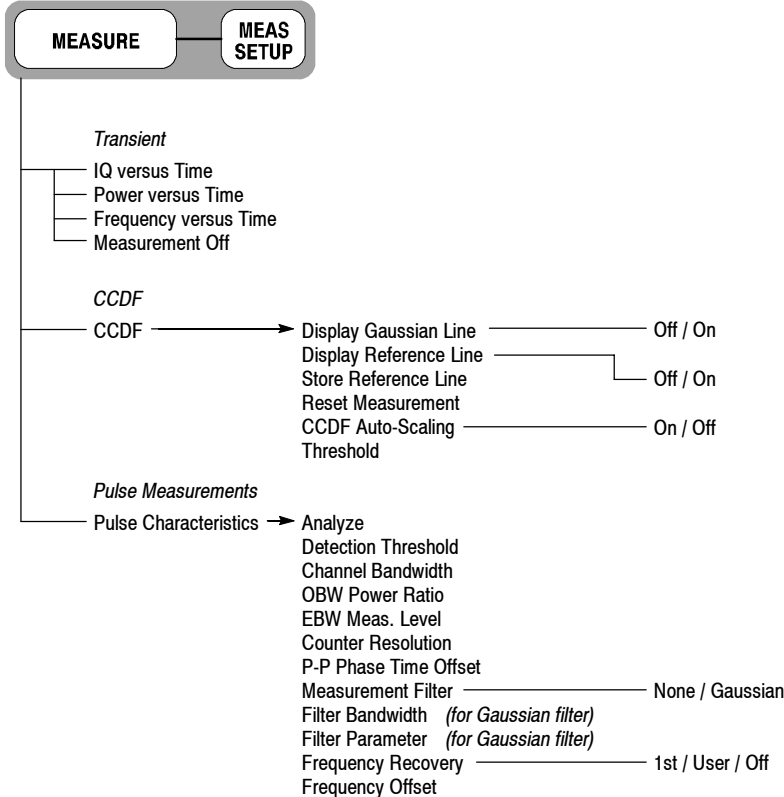 MEASURE
MEAS
SETUP
Transient
IQ versus Time
Power versus Time
Frequency versus Time
Measurement Off
CCDF
CCDF
Display Gaussian Line Off / On
Display Reference Line
Store Reference Line Off / On
Reset Measurement
CCDF Auto-Scaling On / Off
Threshold
Pulse Measurements
Pulse Characteristics Analyze
Detection Threshold
Channel Bandwidth
OBW Power Ratio
EBW Meas. Level
Counter Resolution
P-P Phase Time Offset
Measurement Filter None / Gaussian
Filter Bandwidth (for Gaussian filter)
Filter Parameter (for Gaussian filter)
Frequency Recovery 1st / User / Off
Frequency Offset